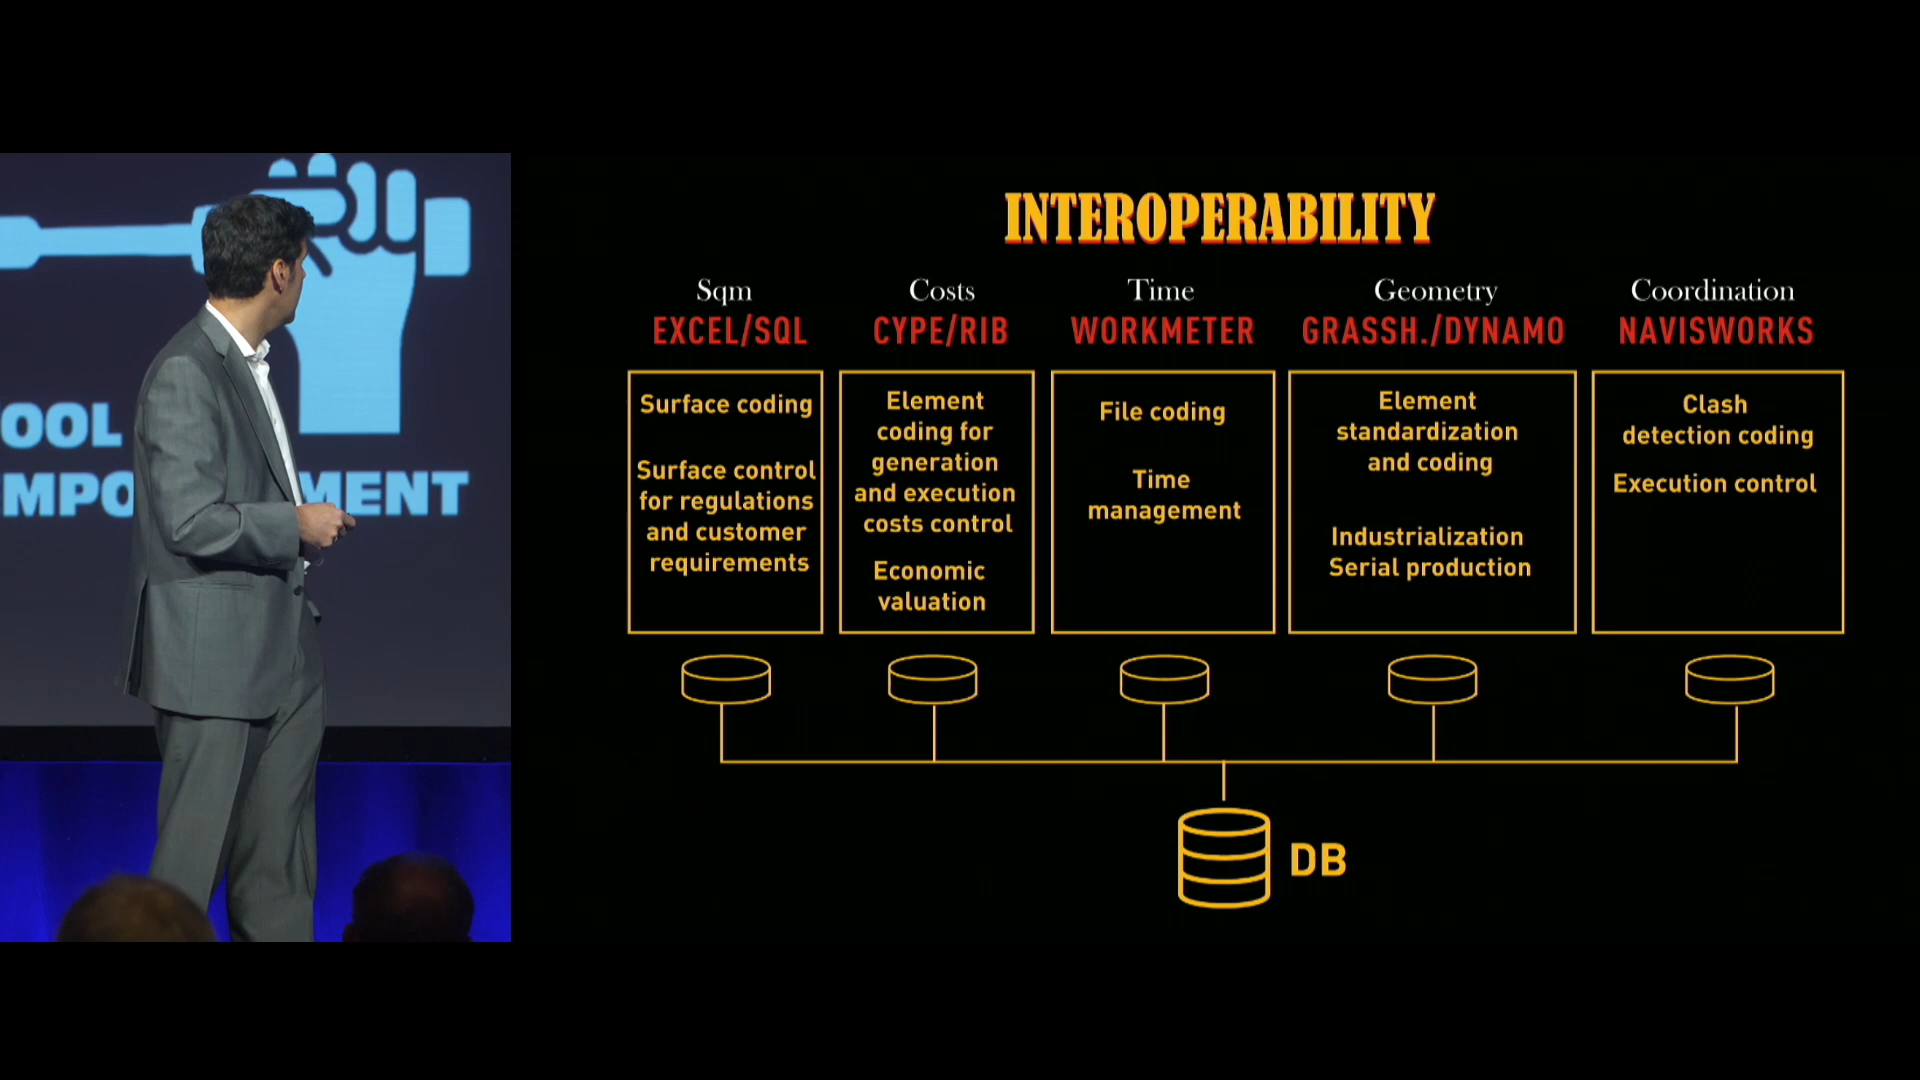 OOL
MPO MENT
INTEROPERABILITY
Sqm
EXCEL/SQL
Surface coding
Surface control
for regulations
and customer
requirements
Costs
CYPE/RIB
Element
coding for
generation
and execution
costs control
Economic
valuation
Time
WORKMETER
File coding
Time
management
Geometry
GRASSH./DYNAMO
Element
standardization
and coding
Industrialization
Serial production
Coordination
NAVISWORKS
Clash
detection coding
Execution control
DB